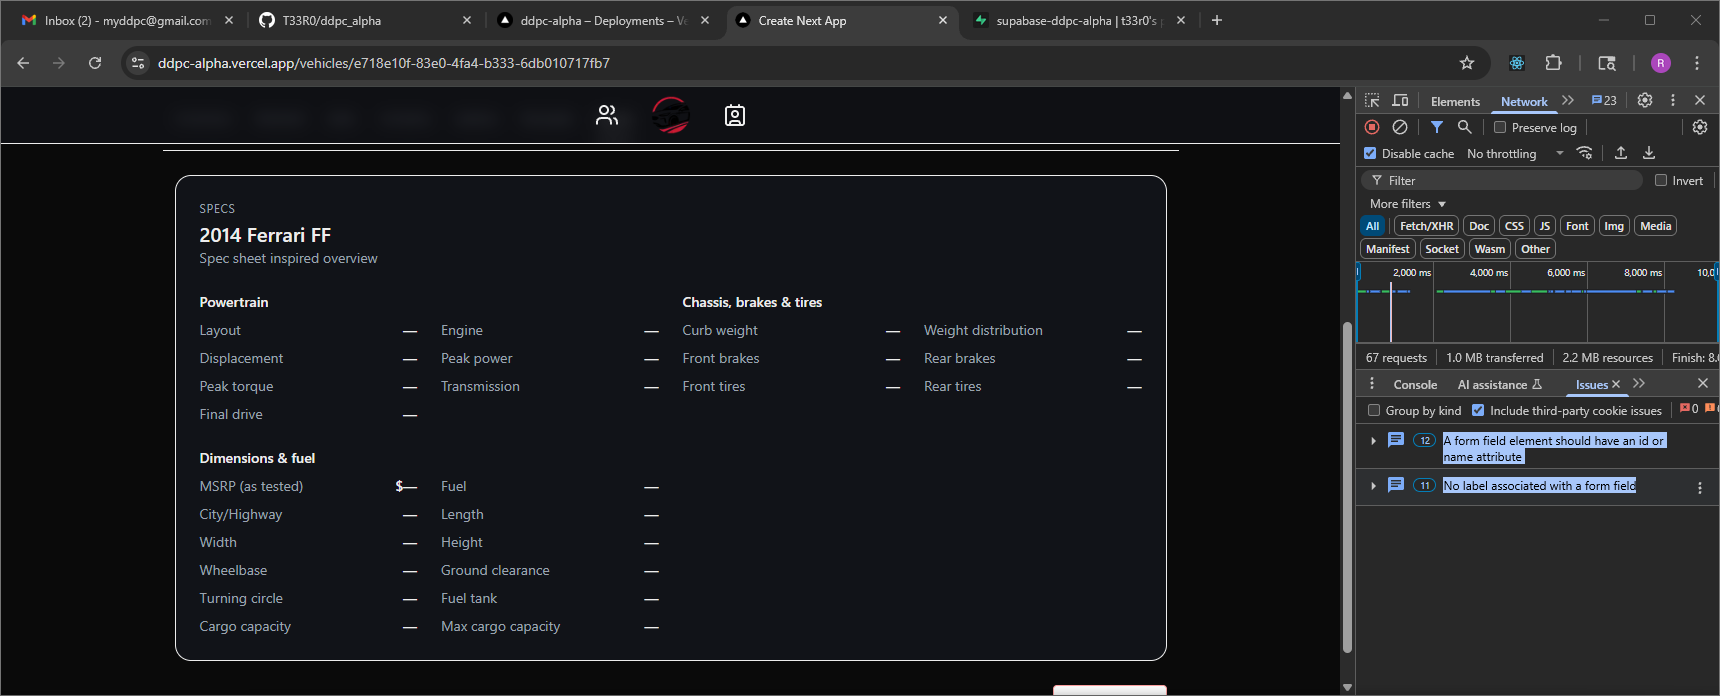 Inbox (2) - myddpc@gmail.con
T33R0/ddpc_alpha
ddpc-alpha – Deployments – Ve
Create Next App
supabase-ddpc-alpha | t33r0's
ddpc-alpha.vercel.app/vehicles/e718e10f-83e0-4fa4-b333-6db010717fb7
R
SPECS
2014 Ferrari FF
Spec sheet inspired overview
Powertrain
Layout — Engine —
Displacement — Peak power —
Peak torque — Transmission —
Final drive —
Chassis, brakes & tires
Curb weight — Weight distribution —
Front brakes — Rear brakes —
Front tires — Rear tires —
Dimensions & fuel
MSRP (as tested) $— Fuel —
City/Highway — Length —
Width — Height —
Wheelbase — Ground clearance —
Turning circle — Fuel tank —
Cargo capacity — Max cargo capacity —
Elements Network 23
Preserve log
Disable cache No throttling
Filter Invert
More filters
All Fetch/XHR Doc CSS JS Font Img Media
Manifest Socket Wasm Other
2,000 ms 4,000 ms 6,000 ms 8,000 ms 10,0
67 requests 1.0 MB transferred 2.2 MB resources Finish: 8.
Console AI assistance Issues
Group by kind Include third-party cookie issues 0
12 A form field element should have an id or
name attribute
11 No label associated with a form field